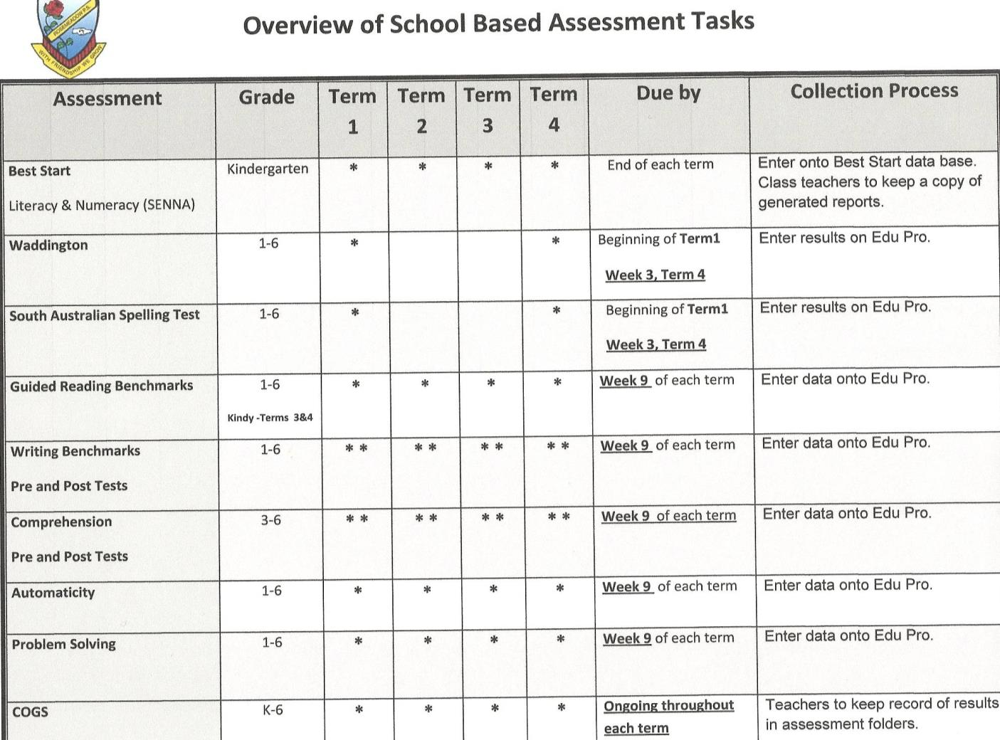 ROSEMEADOW P.S.
WITH FRIENDSHIP WE GROW
Overview of School Based Assessment Tasks
Assessment Grade Term 1 Term 2 Term 3 Term 4 Due by Collection Process
Best Start Kindergarten * * * * End of each term Enter onto Best Start data base.
Literacy & Numeracy (SENNA) Class teachers to keep a copy of
generated reports.
Waddington 1-6 * * Beginning of Term1 Enter results on Edu Pro.
Week 3, Term 4
South Australian Spelling Test 1-6 * * Beginning of Term1 Enter results on Edu Pro.
Week 3, Term 4
Guided Reading Benchmarks 1-6 * * * * Week 9 of each term Enter data onto Edu Pro.
Kindy -Terms 3&4
Writing Benchmarks 1-6 * * * * * * * * Week 9 of each term Enter data onto Edu Pro.
Pre and Post Tests
Comprehension 3-6 * * * * * * * * Week 9 of each term Enter data onto Edu Pro.
Pre and Post Tests
Automaticity 1-6 * * * * Week 9 of each term Enter data onto Edu Pro.
Problem Solving 1-6 * * * * Week 9 of each term Enter data onto Edu Pro.
COGS K-6 * * * * Ongoing throughout Teachers to keep record of results
each term in assessment folders.